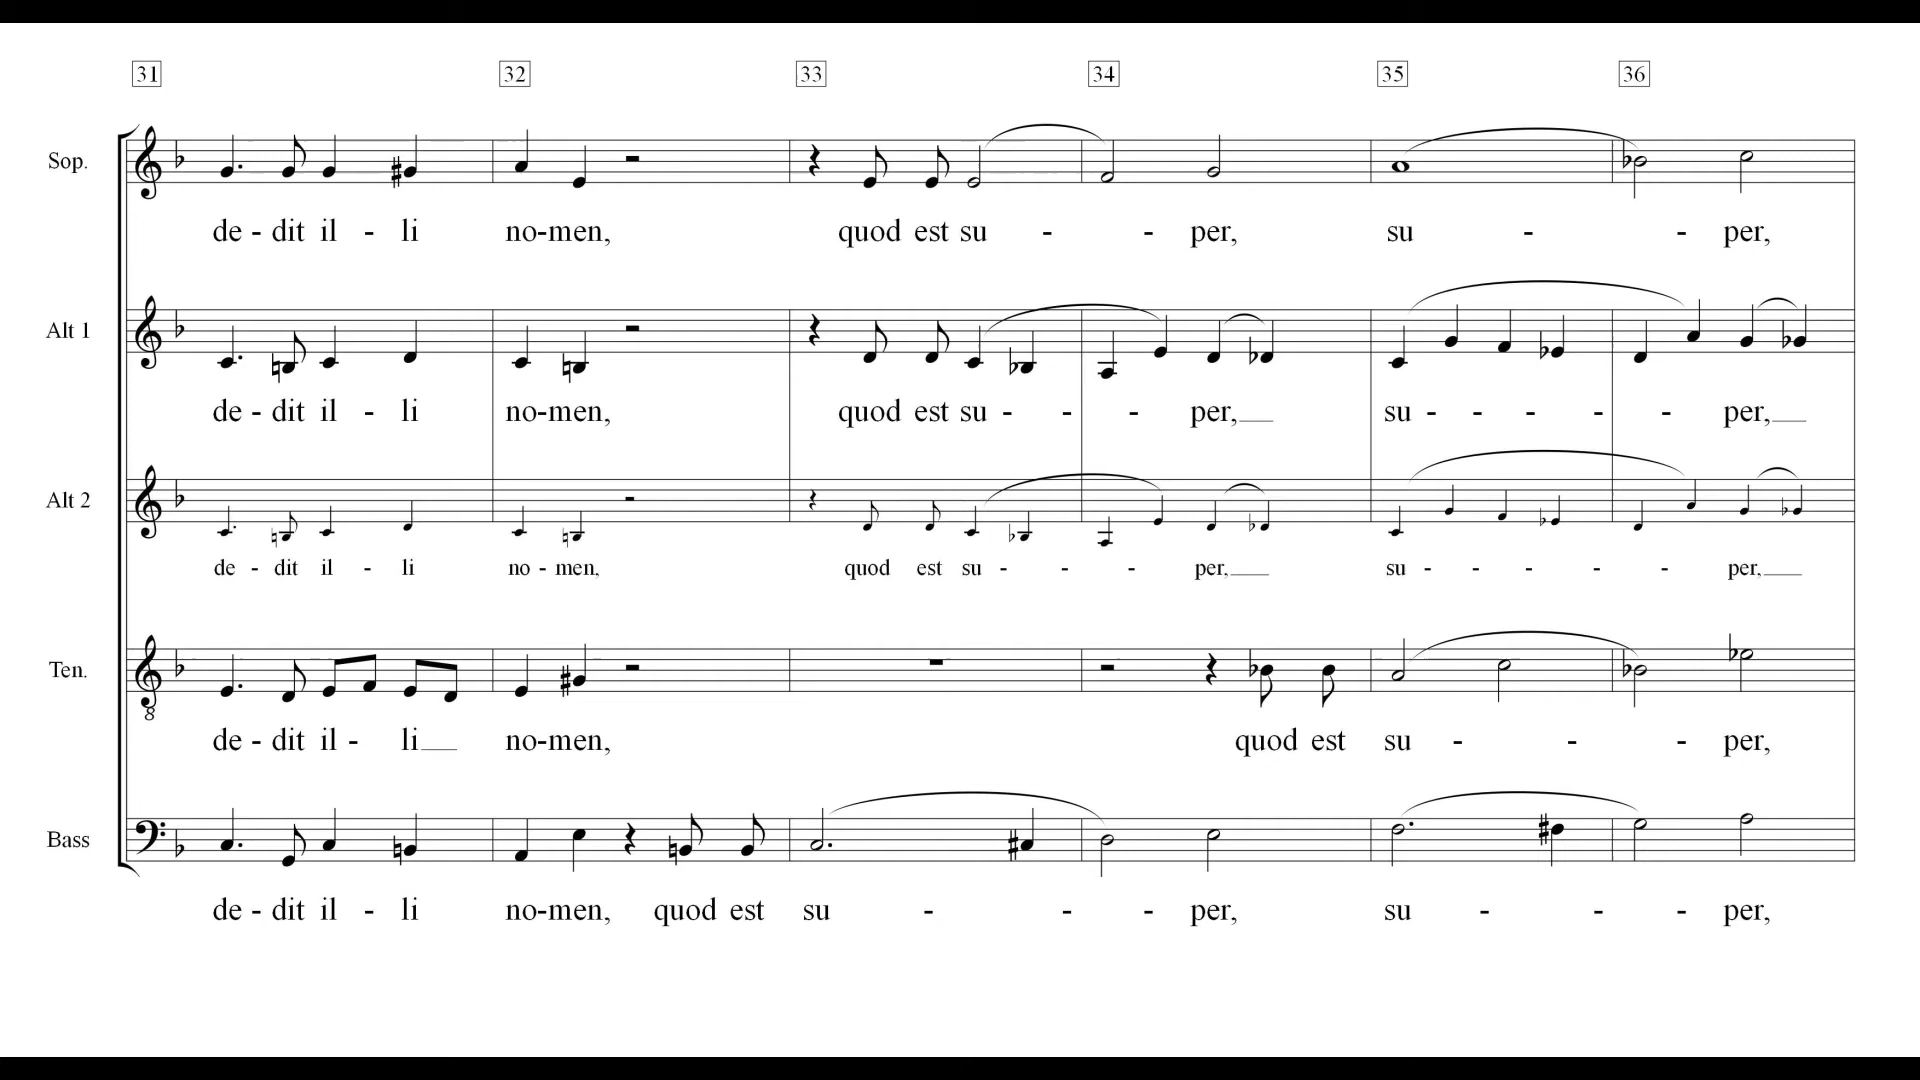 31 32 33 34 35 36
Sop.
de - dit il - li no-men, quod est su - - per, su - - per,
Alt 1
de - dit il - li no-men, quod est su - - - per, su - - - - - per,
Alt 2
de - dit il - li no - men, quod est su - - - per, su - - - - - per,
Ten.
8
de - dit il - li no-men, quod est su - - - per,
Bass
de - dit il - li no-men, quod est su - - - per, su - - - per,